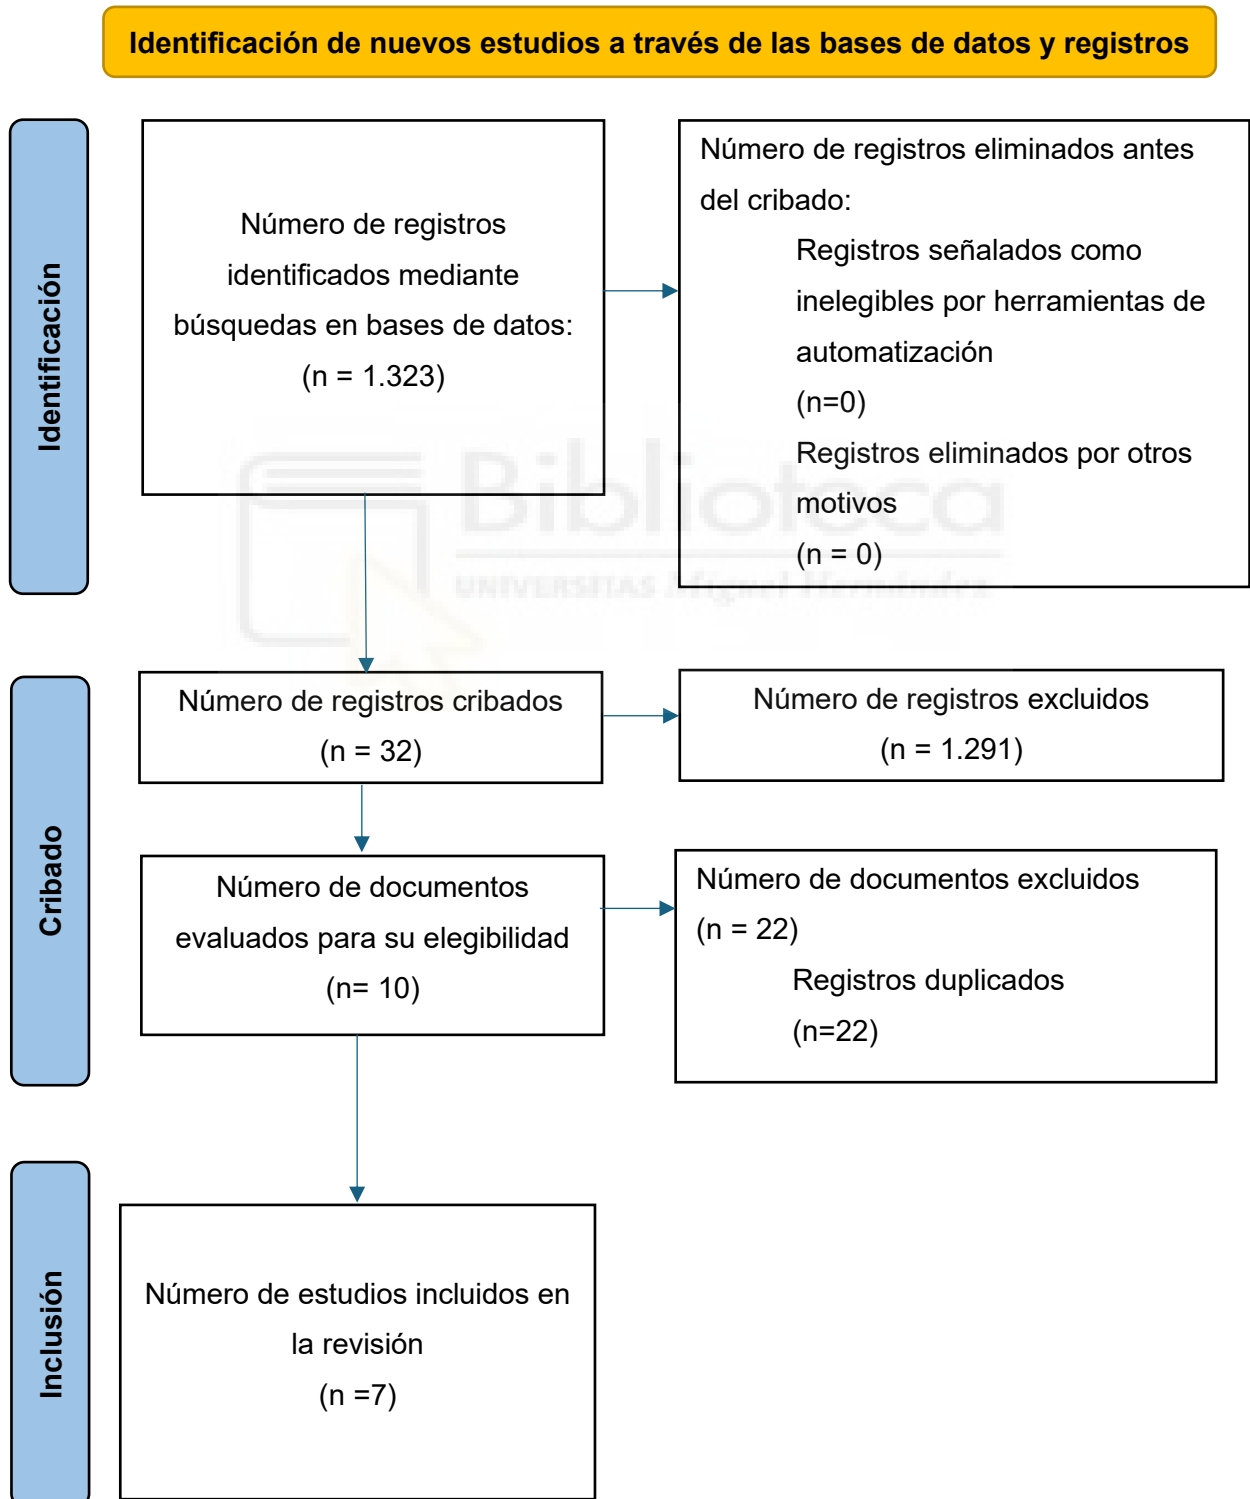 Identificación de nuevos estudios a través de las bases de datos y registros
Identificación
Número de registros
identificados mediante
búsquedas en bases de datos:
(n = 1.323)
Número de registros eliminados antes
del cribado:
Registros señalados como
inelegibles por herramientas de
automatización
(n=0)
Registros eliminados por otros
motivos
(n = 0)
Biblioteca
UNIVERSITAS Miguel Hernández
Cribado
Número de registros cribados
(n = 32)
Número de registros excluidos
(n = 1.291)
Número de documentos
evaluados para su elegibilidad
(n= 10)
Número de documentos excluidos
(n = 22)
Registros duplicados
(n=22)
Inclusión
Número de estudios incluidos en
la revisión
(n =7)